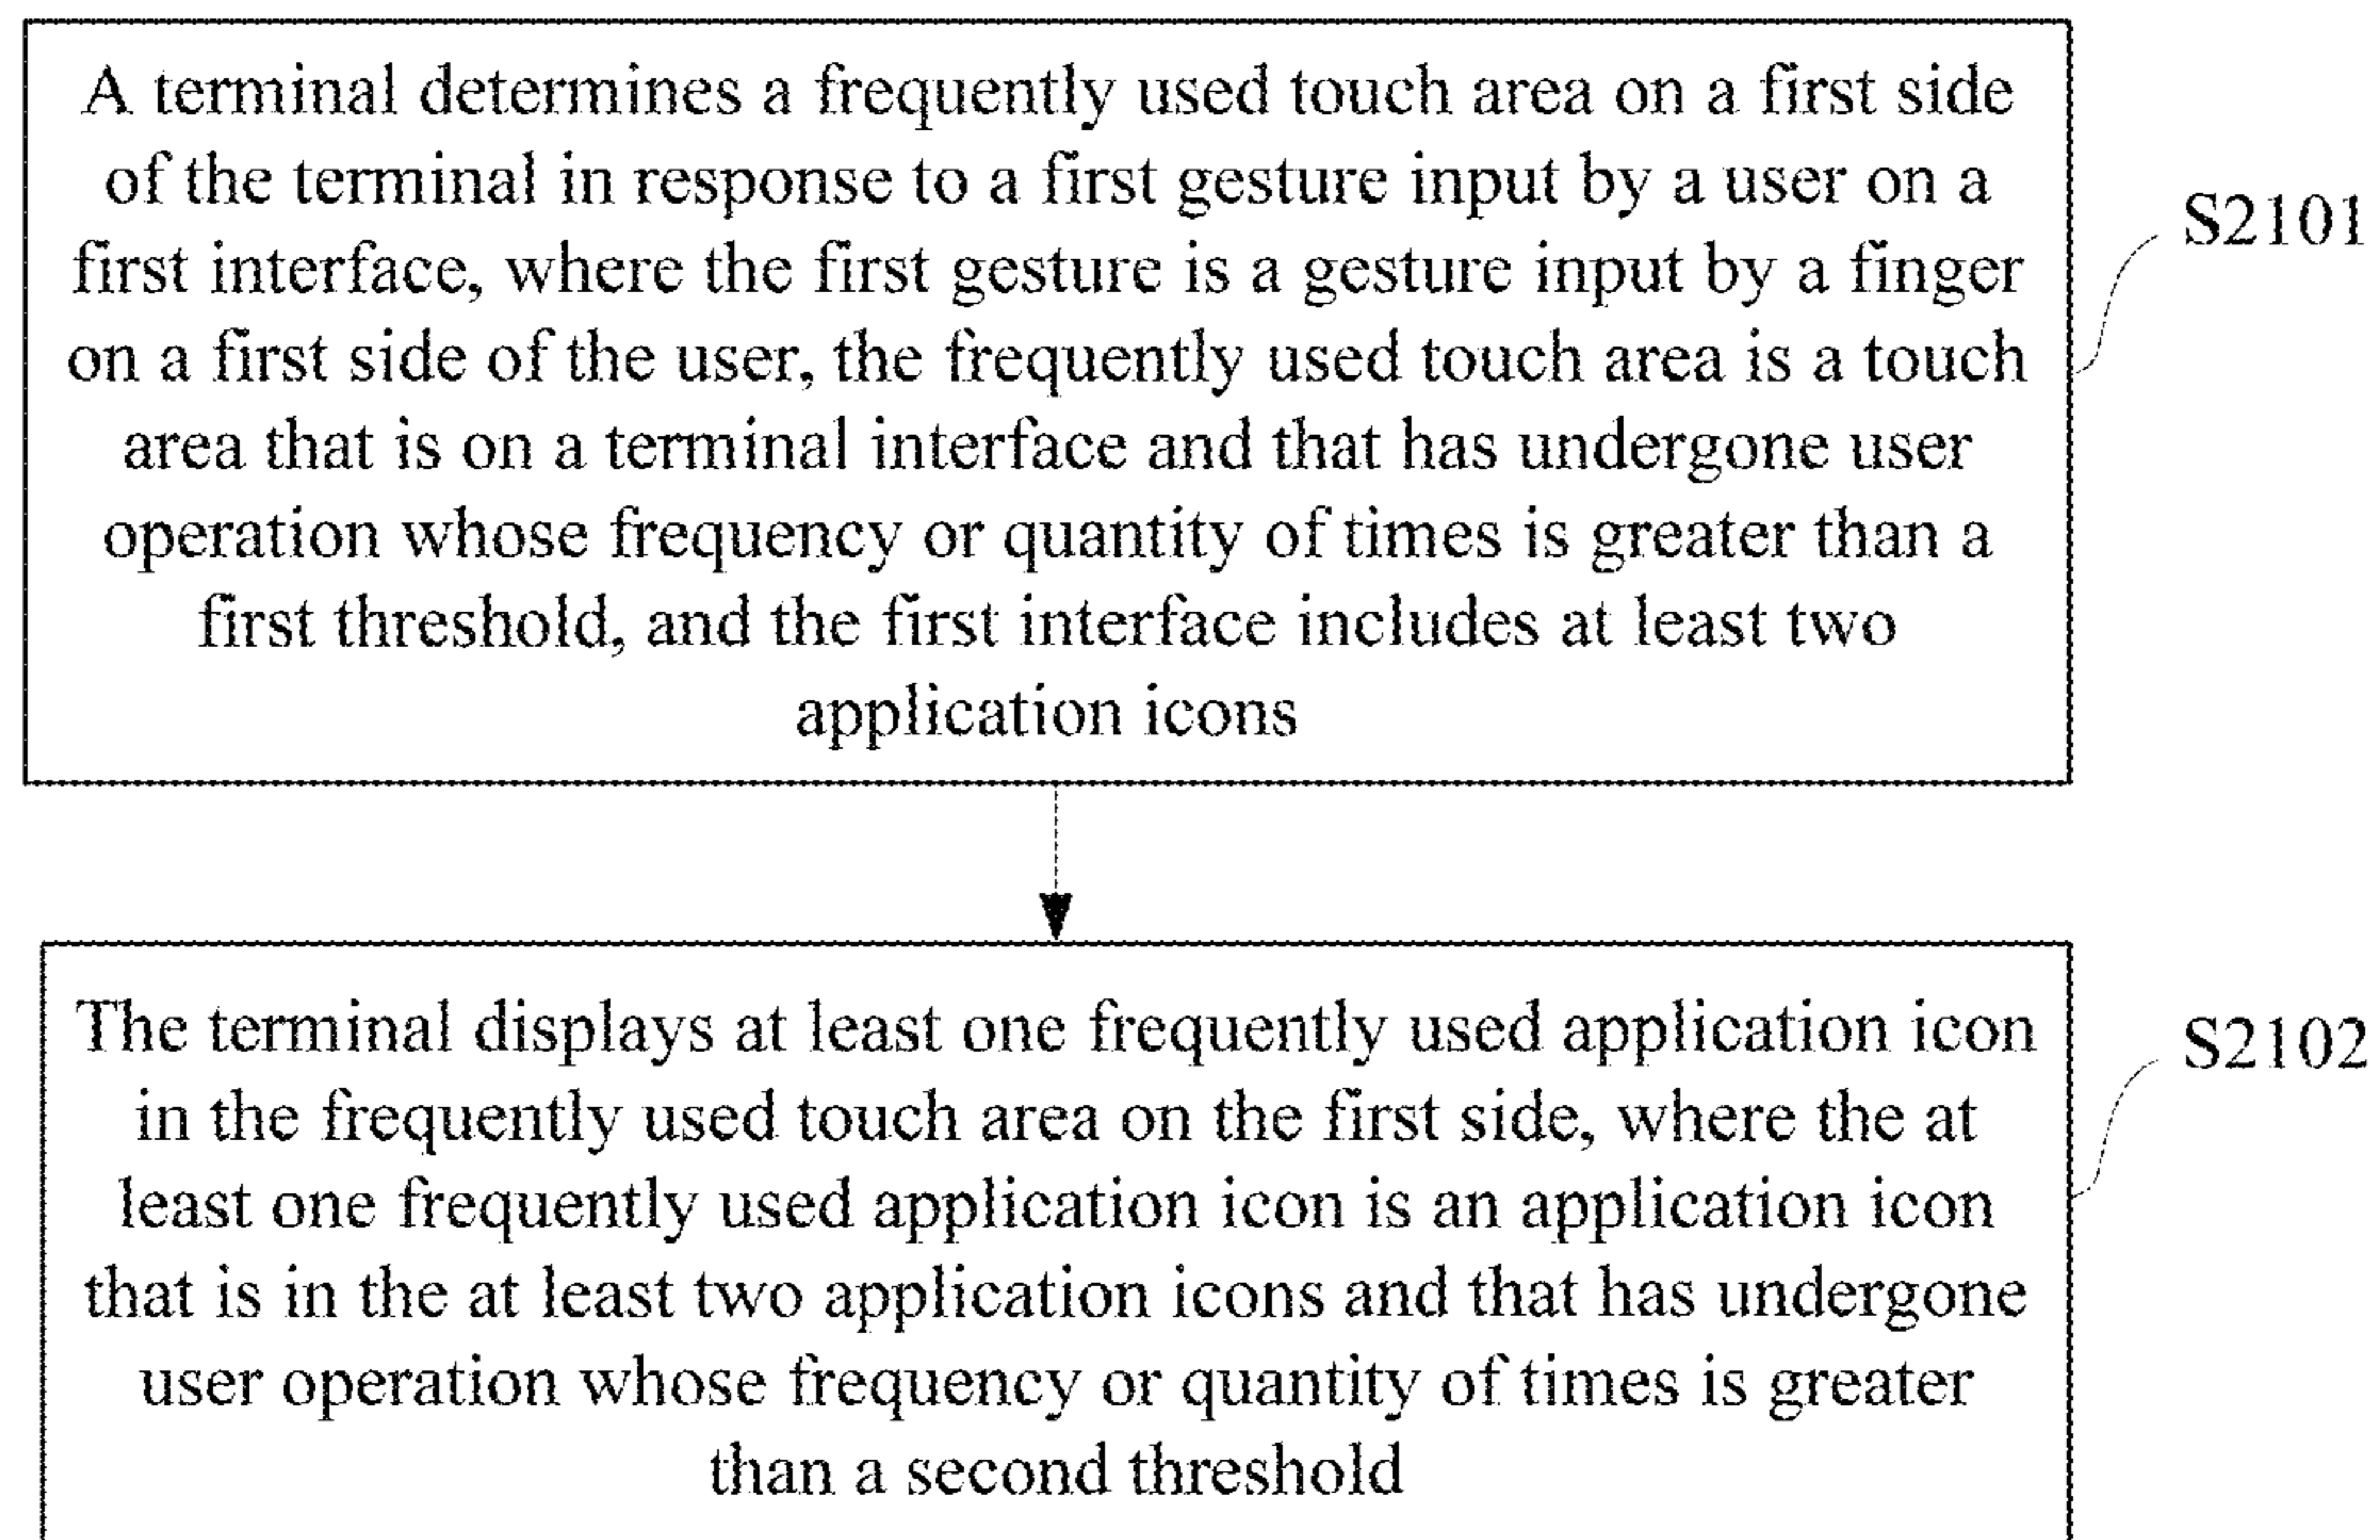 A terminal determines a frequently used touch area on a first side
of the terminal in response to a first gesture input by a user on a
first interface, where the first gesture is a gesture input by a finger
on a first side of the user, the frequently used touch area is a touch
area that is on a terminal interface and that has undergone user
operation whose frequency or quantity of times is greater than a
first threshold, and the first interface includes at least two
application icons
S2101
The terminal displays at least one frequently used application icon
in the frequently used touch area on the first side, where the at
least one frequently used application icon is an application icon
that is in the at least two application icons and that has undergone
user operation whose frequency or quantity of times is greater
than a second threshold
S2102